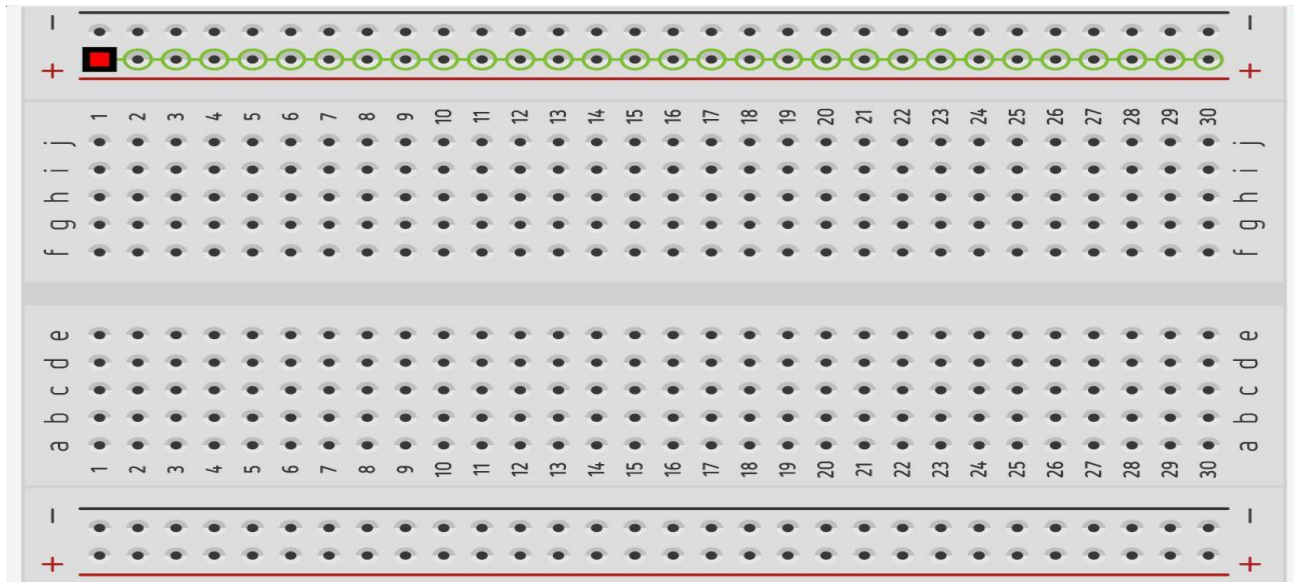 - -
+ +
1 2 3 4 5 6 7 8 9 10 11 12 13 14 15 16 17 18 19 20 21 22 23 24 25 26 27 28 29 30
j j
i i
h h
g g
f f
e e
d d
c c
b b
a a
1 2 3 4 5 6 7 8 9 10 11 12 13 14 15 16 17 18 19 20 21 22 23 24 25 26 27 28 29 30
- -
+ +